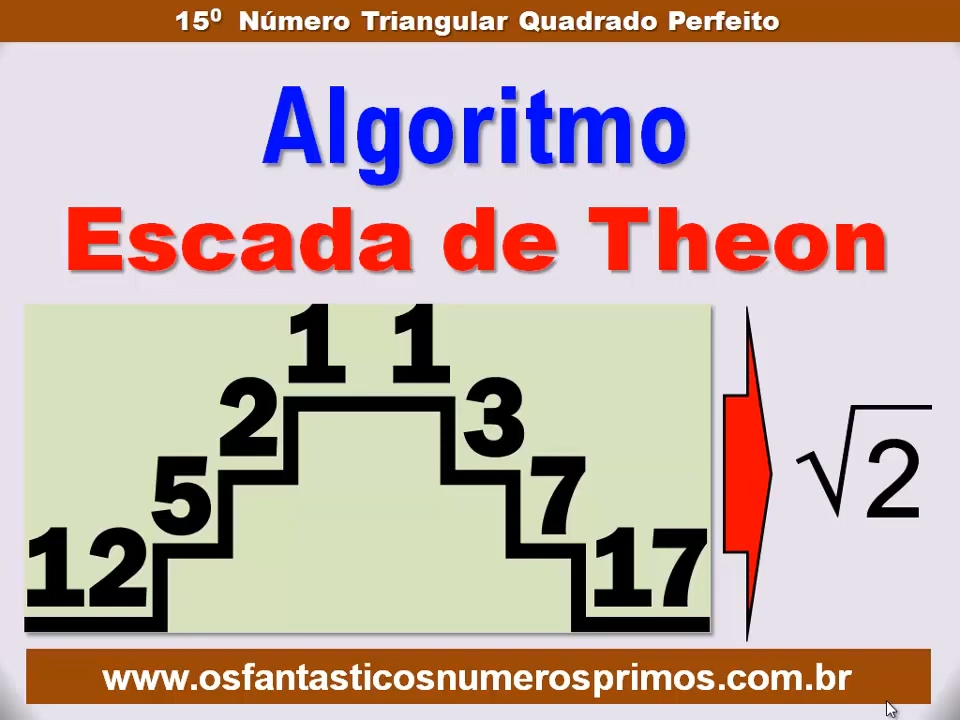 15⁰ Número Triangular Quadrado Perfeito
Algoritmo
Escada de Theon
1 1
2 3
5 7
12 17
√2
www.osfantasticosnumerosprimos.com.br